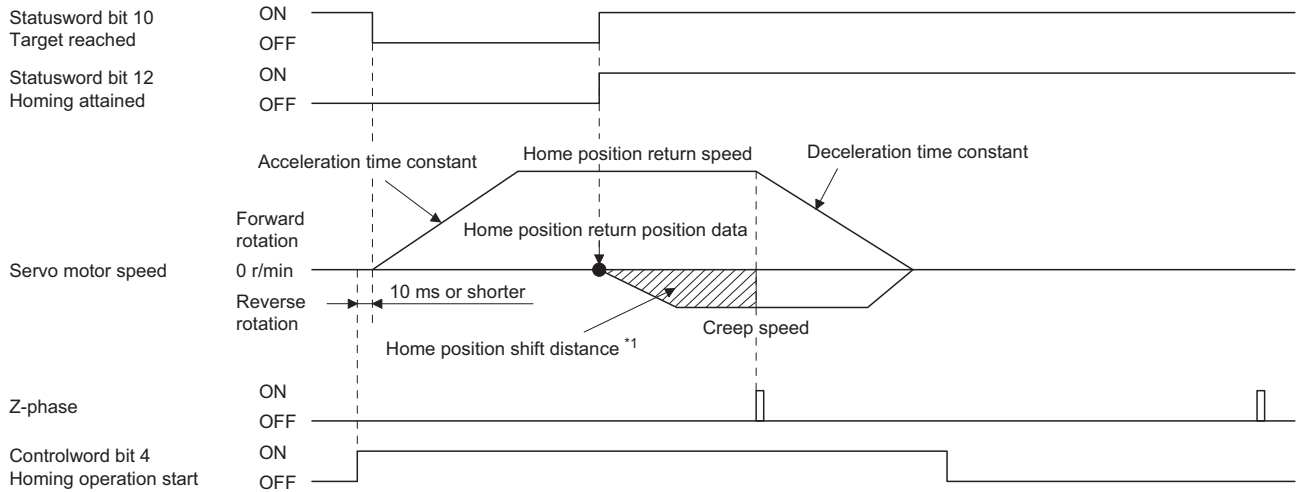 Statusword bit 10
Target reached
ON
OFF
Statusword bit 12
Homing attained
ON
OFF
Acceleration time constant
Home position return speed
Deceleration time constant
Forward
rotation
Home position return position data
Servo motor speed
0 r/min
Reverse
rotation
10 ms or shorter
Creep speed
Home position shift distance *1
Z-phase
ON
OFF
Controlword bit 4
Homing operation start
ON
OFF